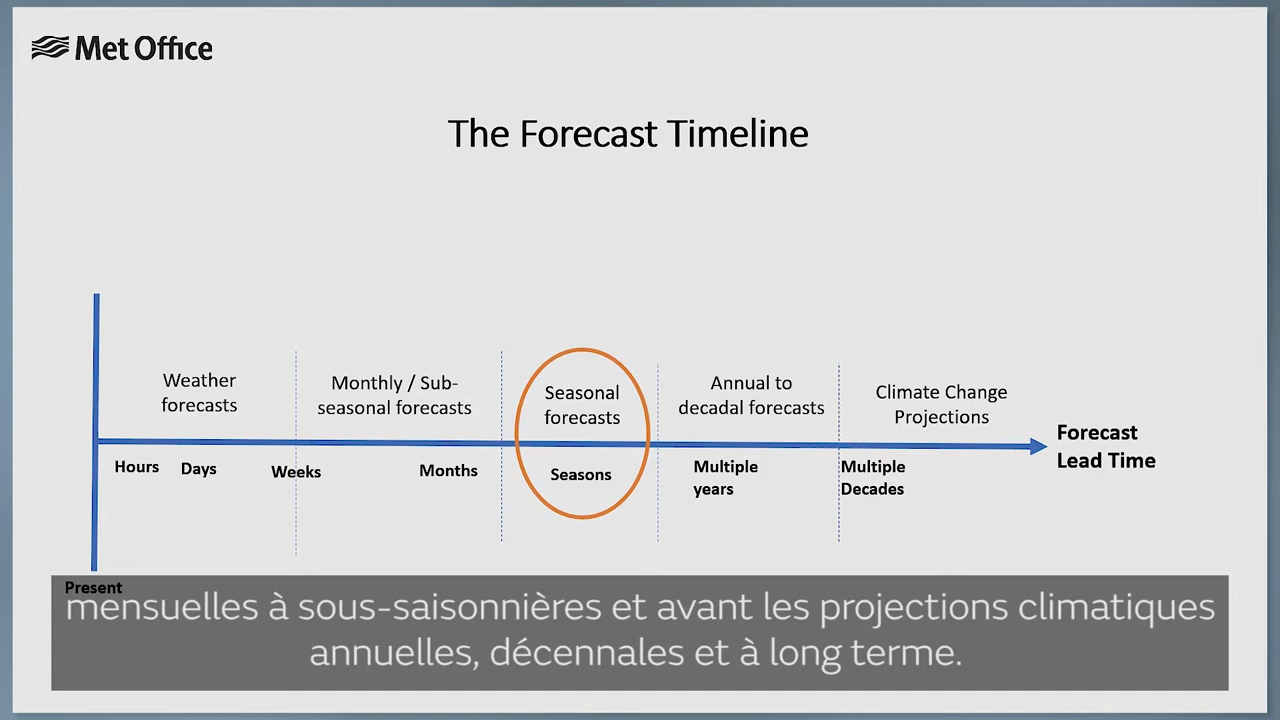 Met Office
The Forecast Timeline
Weather
forecasts
Monthly / Sub-
seasonal forecasts
Seasonal
forecasts
Annual to
decadal forecasts
Climate Change
Projections
Forecast
Lead Time
Hours
Days
Weeks
Months
Seasons
Multiple
years
Multiple
Decades
Present
mensuelles à sous-saisonnières et avant les projections climatiques
annuelles, décennales et à long terme.